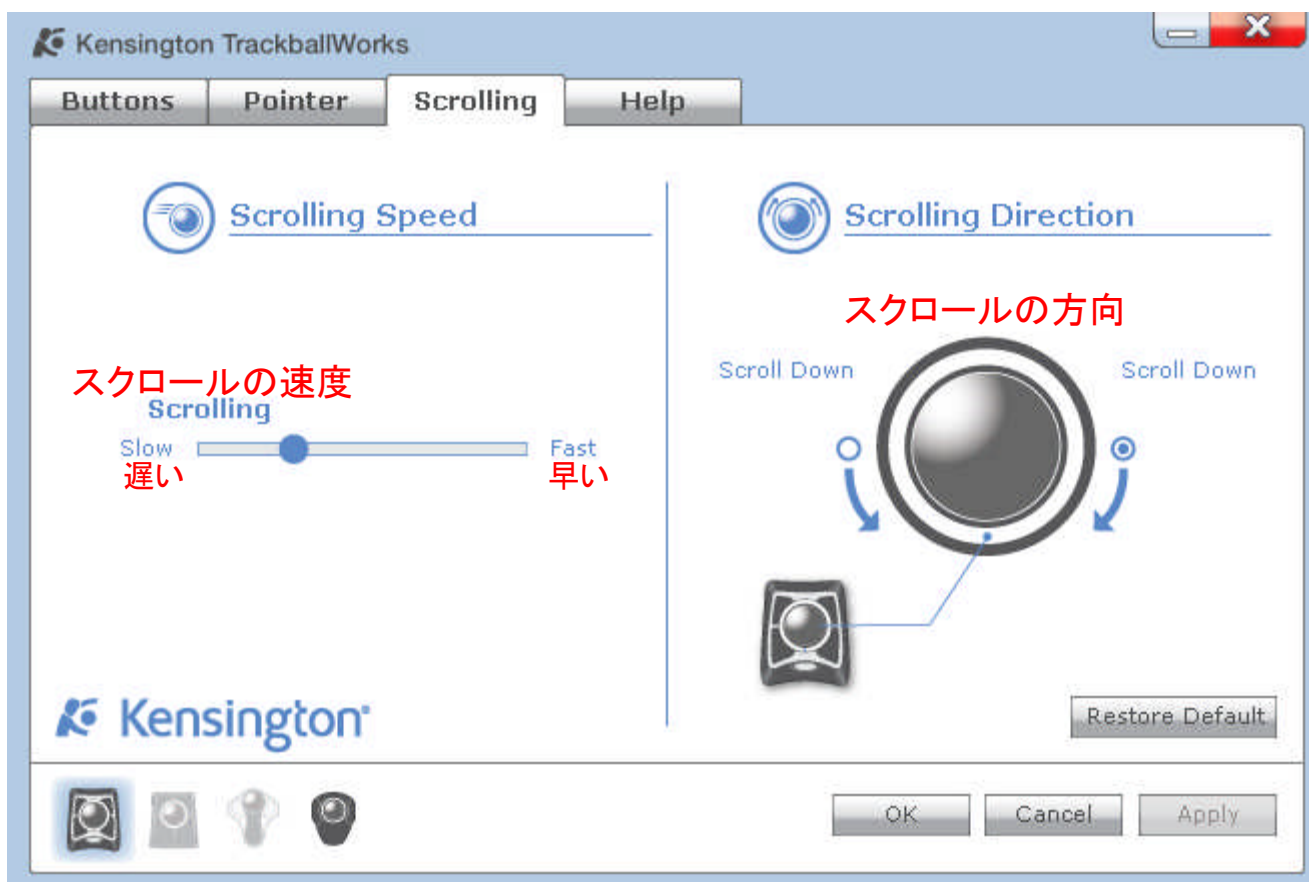 Kensington TrackballWorks
Buttons Pointer Scrolling Help
Scrolling Speed
スクロールの速度
Scrolling
Slow Fast
遅い 早い
Scrolling Direction
スクロールの方向
Scroll Down Scroll Down
Kensington
Restore Default
OK Cancel Apply